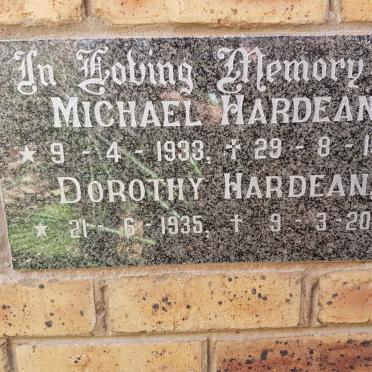 In Loving Memory
MICHAEL HARDEAN
★ 9 - 4 - 1933, ✝ 29 - 8 - 1
DOROTHY HARDEAN
★ 21 - 6 - 1935, ✝ 9 3-20